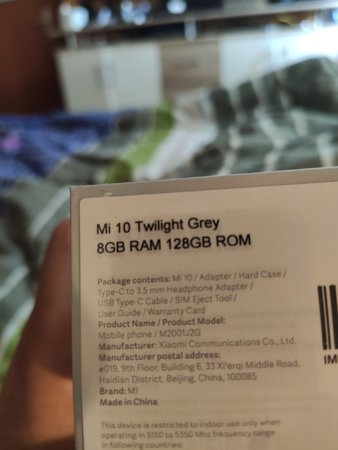 Mi 10 Twilight Grey
8GB RAM 128GB ROM
Package contents: Mi 10 / Adapter / Hard Case /
Type-C to 3.5 mm Headphone Adapter /
USB Type-C Cable / SIM Eject Tool /
User Guide / Warranty Card
Product Name / Product Model:
Mobile phone / M2001J2G
Manufacturer: Xiaomi Communications Co., Ltd.
Manufacturer postal address:
#019, 9th Floor, Building 6, 33 Xi'erqi Middle Road,
Haidian District, Beijing, China, 100085
Brand: MI
Made in China
IM
This device is restricted to indoor use only when
operating in 5150 to 5350 Mhz frequency range
in following countries: